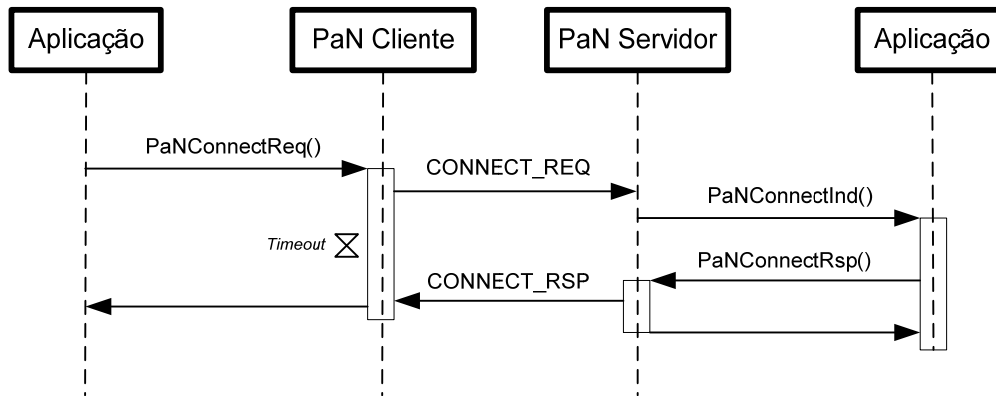 Aplicação
PaN Cliente
PaN Servidor
Aplicação
PaNConnectReq()
CONNECT_REQ
PaNConnectInd()
Timeout
PaNConnectRsp()
CONNECT_RSP